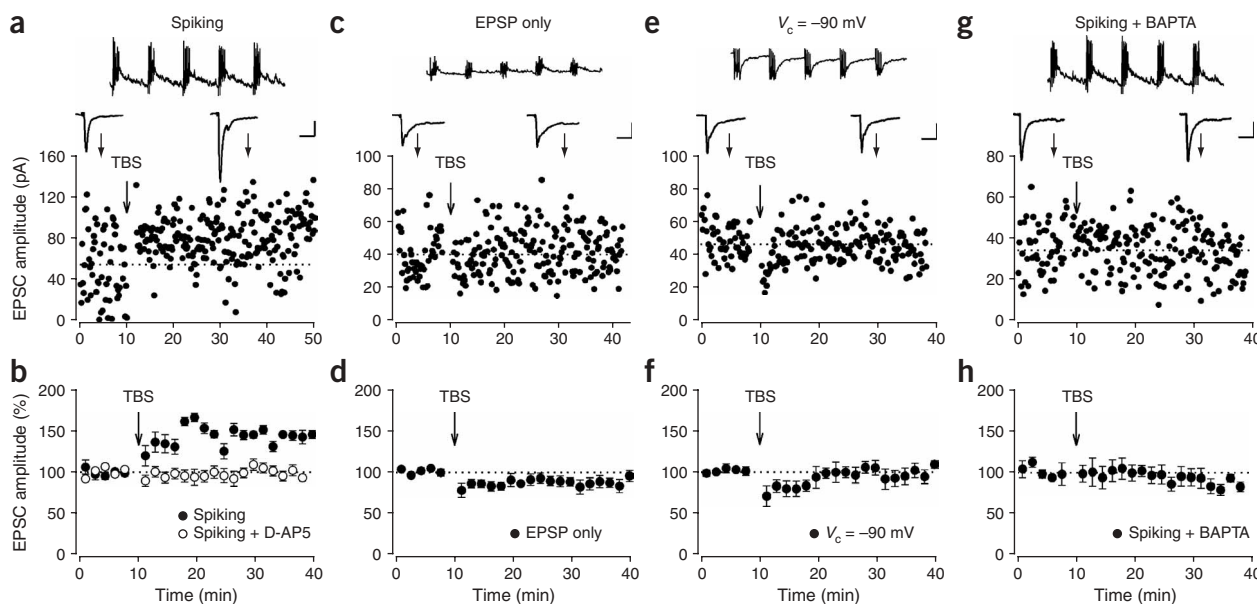 a
Spiking
TBS
EPSC amplitude (pA)
160
120
80
40
0
0 10 20 30 40 50
c
EPSP only
TBS
100
80
60
40
20
0
0 10 20 30 40
e
Vc = –90 mV
TBS
100
80
60
40
20
0
0 10 20 30 40
g
Spiking + BAPTA
TBS
80
60
40
20
0
0 10 20 30 40
b
TBS
EPSC amplitude (%)
200
150
100
50
0
Spiking
Spiking + D-AP5
0 10 20 30 40
Time (min)
d
TBS
200
150
100
50
0
EPSP only
0 10 20 30 40
Time (min)
f
TBS
200
150
100
50
0
Vc = –90 mV
0 10 20 30 40
Time (min)
h
TBS
200
150
100
50
0
Spiking + BAPTA
0 10 20 30 40
Time (min)